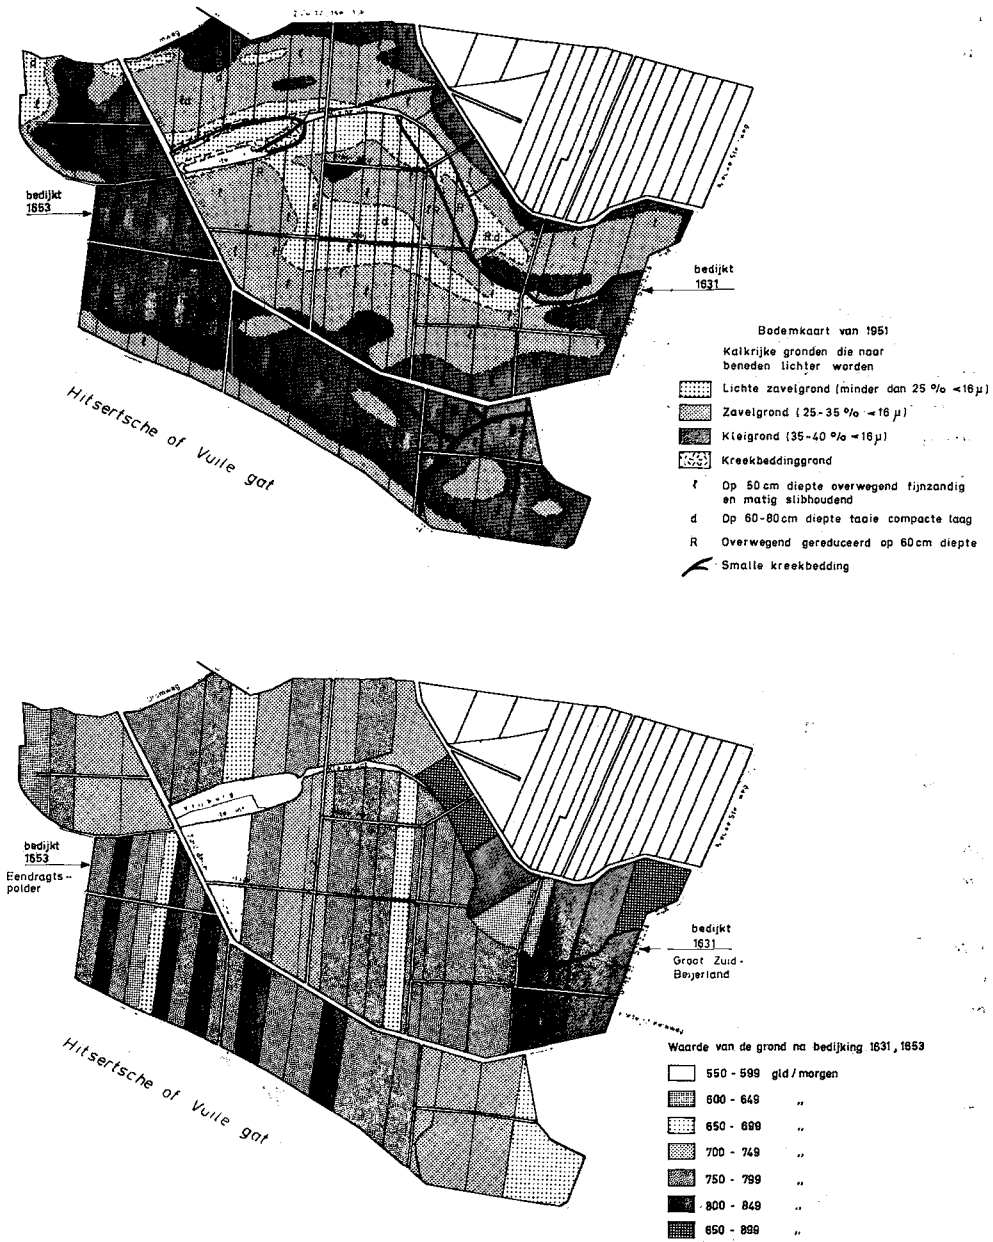 bedijkt
1653
bedijkt
1631
Hitsertsche of Vuile gat
Bodemkaart van 1951
Kalkrijke gronden die naar
beneden lichter worden
Lichte zavelgrond (minder dan 25 % <16 µ)
Zavelgrond (25-35 % <16 µ)
Kleigrond (35-40 % <16 µ)
Kreekbeddinggrond
f Op 50 cm diepte overwegend fijnzandig
en matig slibhoudend
d Op 60-80 cm diepte taaie compacte laag
R Overwegend gereduceerd op 60 cm diepte
Smalle kreekbedding
bedijkt
1653
Eendragts-
polder
bedijkt
1631
Groot Zuid-
Beijerland
Hitsertsche of Vuile gat
Waarde van de grond na bedijking 1631, 1653
550 - 599 gld / morgen
600 - 649 ,,
650 - 699 ,,
700 - 749 ,,
750 - 799 ,,
800 - 849 ,,
850 - 899 ,,